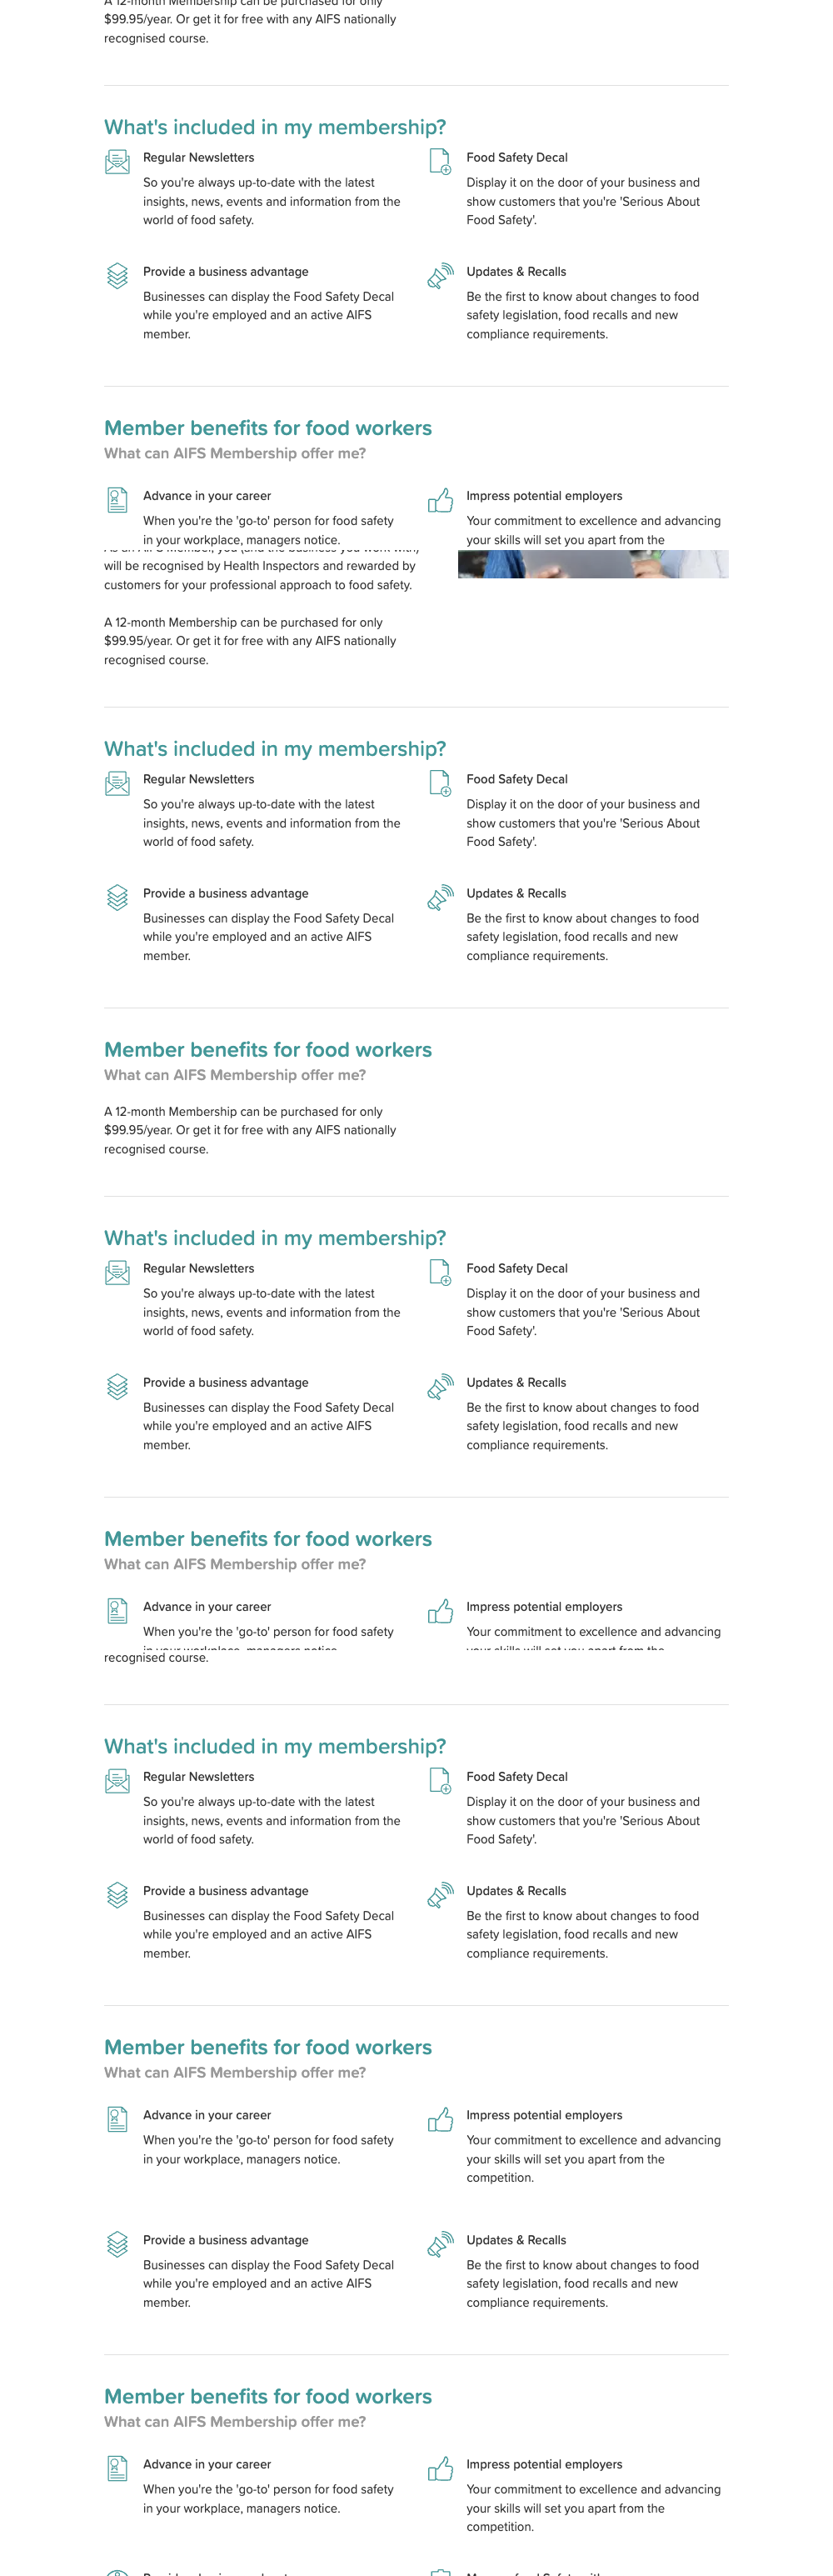 A 12-month Membership can be purchased for only
$99.95/year. Or get it for free with any AIFS nationally
recognised course.
What's included in my membership?
Regular Newsletters
So you're always up-to-date with the latest
insights, news, events and information from the
world of food safety.
Food Safety Decal
Display it on the door of your business and
show customers that you're 'Serious About
Food Safety'.
Provide a business advantage
Businesses can display the Food Safety Decal
while you're employed and an active AIFS
member.
Updates & Recalls
Be the first to know about changes to food
safety legislation, food recalls and new
compliance requirements.
Member benefits for food workers
What can AIFS Membership offer me?
Advance in your career
When you're the 'go-to' person for food safety
in your workplace, managers notice.
Impress potential employers
Your commitment to excellence and advancing
your skills will set you apart from the
As an AIFS Member, you (and the business you work with)
will be recognised by Health Inspectors and rewarded by
customers for your professional approach to food safety.
A 12-month Membership can be purchased for only
$99.95/year. Or get it for free with any AIFS nationally
recognised course.
What's included in my membership?
Regular Newsletters
So you're always up-to-date with the latest
insights, news, events and information from the
world of food safety.
Food Safety Decal
Display it on the door of your business and
show customers that you're 'Serious About
Food Safety'.
Provide a business advantage
Businesses can display the Food Safety Decal
while you're employed and an active AIFS
member.
Updates & Recalls
Be the first to know about changes to food
safety legislation, food recalls and new
compliance requirements.
Member benefits for food workers
What can AIFS Membership offer me?
A 12-month Membership can be purchased for only
$99.95/year. Or get it for free with any AIFS nationally
recognised course.
What's included in my membership?
Regular Newsletters
So you're always up-to-date with the latest
insights, news, events and information from the
world of food safety.
Food Safety Decal
Display it on the door of your business and
show customers that you're 'Serious About
Food Safety'.
Provide a business advantage
Businesses can display the Food Safety Decal
while you're employed and an active AIFS
member.
Updates & Recalls
Be the first to know about changes to food
safety legislation, food recalls and new
compliance requirements.
Member benefits for food workers
What can AIFS Membership offer me?
Advance in your career
When you're the 'go-to' person for food safety
in your workplace, managers notice.
Impress potential employers
Your commitment to excellence and advancing
your skills will set you apart from the
recognised course.
What's included in my membership?
Regular Newsletters
So you're always up-to-date with the latest
insights, news, events and information from the
world of food safety.
Food Safety Decal
Display it on the door of your business and
show customers that you're 'Serious About
Food Safety'.
Provide a business advantage
Businesses can display the Food Safety Decal
while you're employed and an active AIFS
member.
Updates & Recalls
Be the first to know about changes to food
safety legislation, food recalls and new
compliance requirements.
Member benefits for food workers
What can AIFS Membership offer me?
Advance in your career
When you're the 'go-to' person for food safety
in your workplace, managers notice.
Impress potential employers
Your commitment to excellence and advancing
your skills will set you apart from the
competition.
Provide a business advantage
Businesses can display the Food Safety Decal
while you're employed and an active AIFS
member.
Updates & Recalls
Be the first to know about changes to food
safety legislation, food recalls and new
compliance requirements.
Member benefits for food workers
What can AIFS Membership offer me?
Advance in your career
When you're the 'go-to' person for food safety
in your workplace, managers notice.
Impress potential employers
Your commitment to excellence and advancing
your skills will set you apart from the
competition.